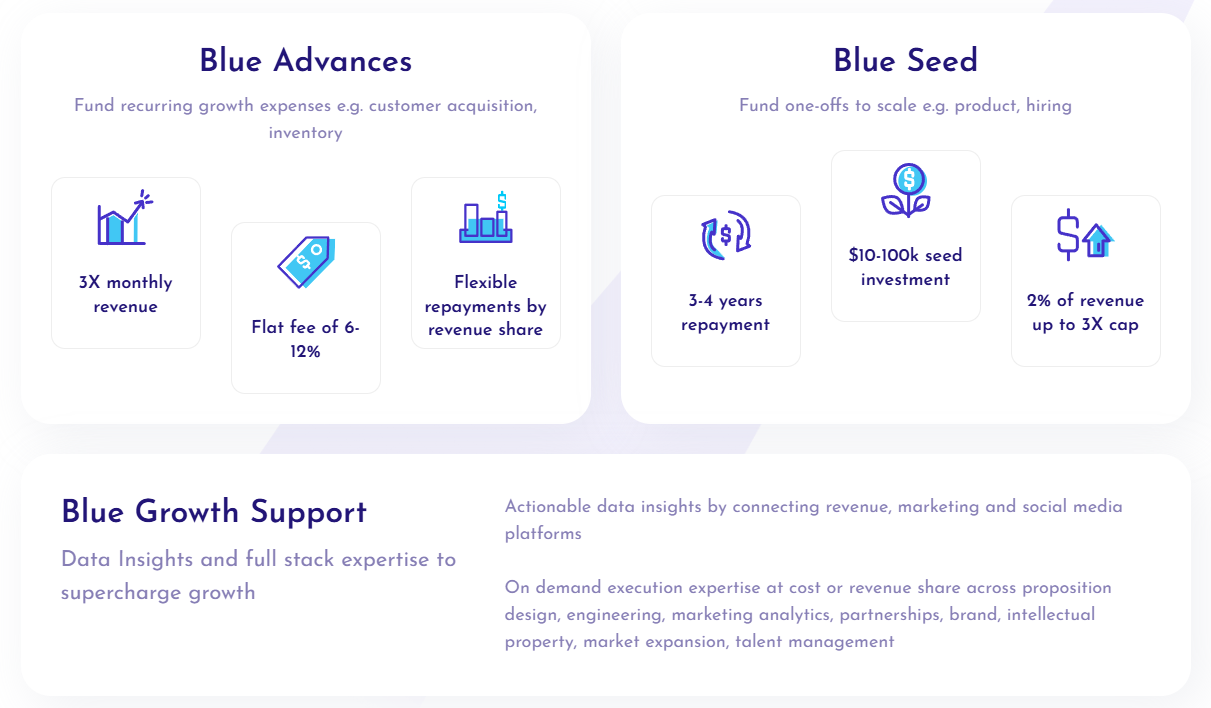 Blue Advances
Fund recurring growth expenses e.g. customer acquisition,
inventory
3X monthly
revenue
Flat fee of 6-
12%
Flexible
repayments by
revenue share
Blue Seed
Fund one-offs to scale e.g. product, hiring
3-4 years
repayment
$10-100k seed
investment
2% of revenue
up to 3X cap
Blue Growth Support
Data Insights and full stack expertise to
supercharge growth
Actionable data insights by connecting revenue, marketing and social media
platforms
On demand execution expertise at cost or revenue share across proposition
design, engineering, marketing analytics, partnerships, brand, intellectual
property, market expansion, talent management